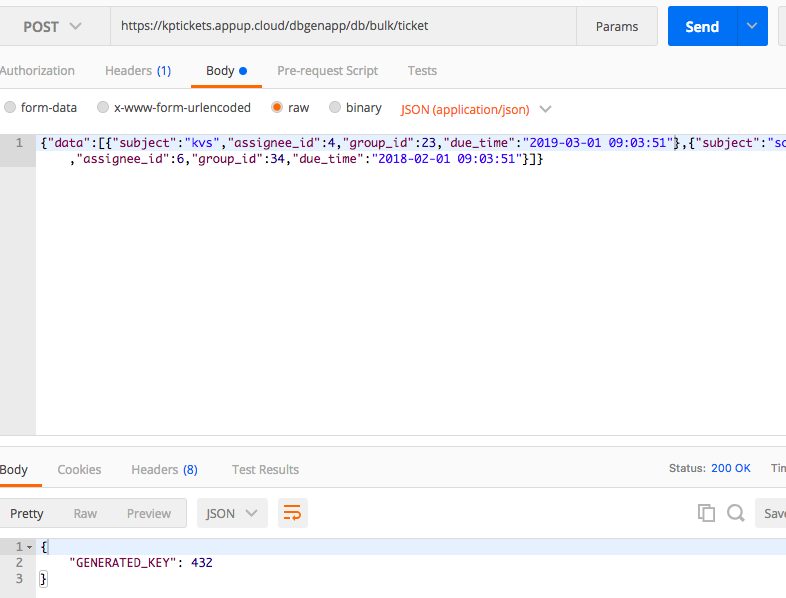 POST https://kptickets.appup.cloud/dbgenapp/db/bulk/ticket Params Send
Authorization Headers (1) Body Pre-request Script Tests
form-data x-www-form-urlencoded raw binary JSON (application/json)
1 {"data":[{"subject":"kvs","assignee_id":4,"group_id":23,"due_time":"2019-03-01 09:03:51"},{"subject":"sc
,"assignee_id":6,"group_id":34,"due_time":"2018-02-01 09:03:51"}]}
Body Cookies Headers (8) Test Results Status: 200 OK Tim
Pretty Raw Preview JSON Save
1 {
2 "GENERATED_KEY": 432
3 }